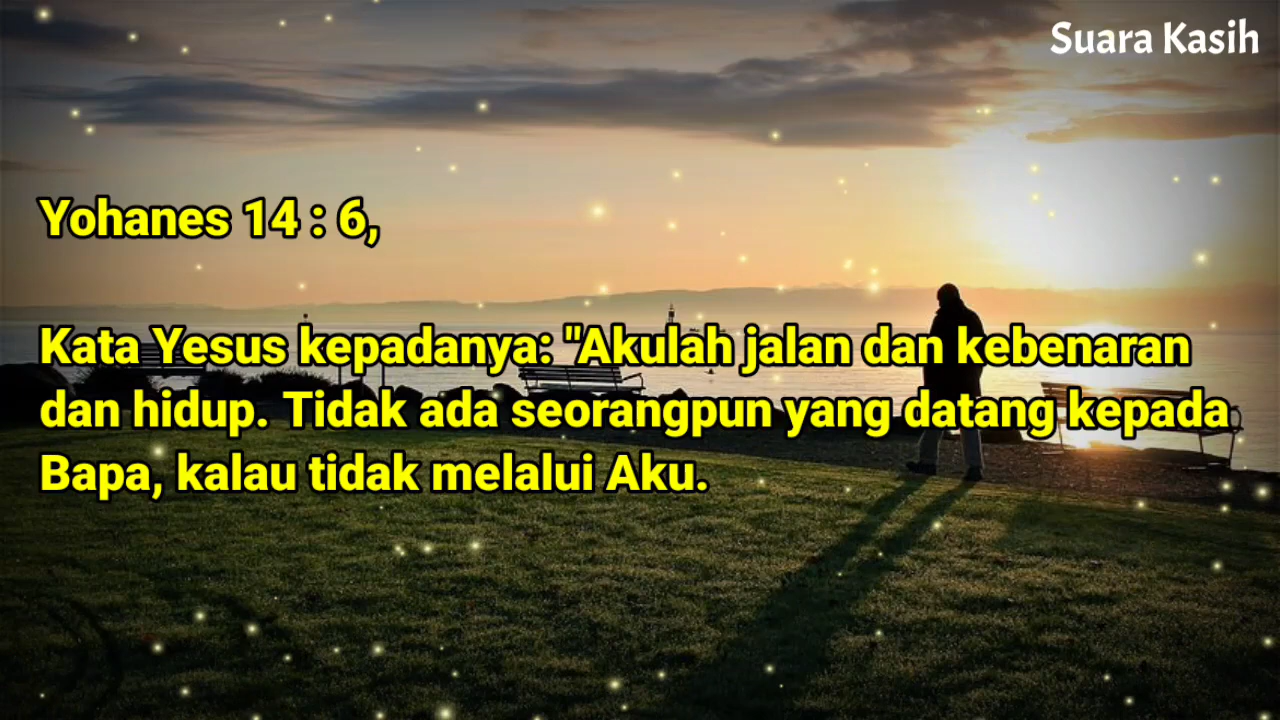 Suara Kasih
Yohanes 14 : 6,
Kata Yesus kepadanya: "Akulah jalan dan kebenaran
dan hidup. Tidak ada seorangpun yang datang kepada
Bapa, kalau tidak melalui Aku.